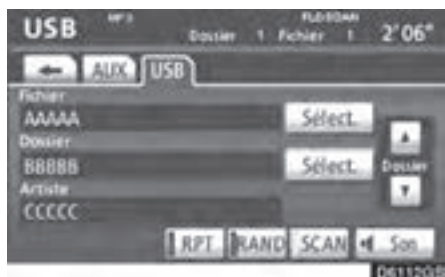 USB MP3 FLD·SCAN
Dossier 1 Fichier 1 2'06"
AUX USB
Fichier
AAAAA Sélect.
Dossier
BBBBB Sélect. Dossier
Artiste
CCCCC
RPT RAND SCAN Son